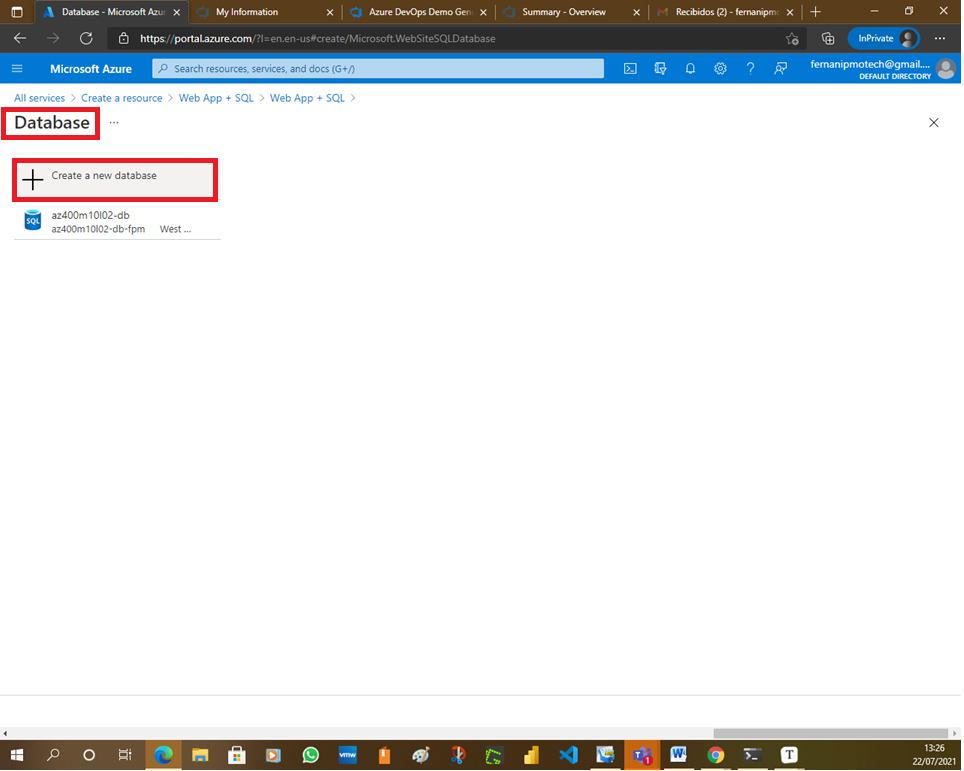 Database - Microsoft Azu
My Information
Azure DevOps Demo Gen
Summary - Overview
Recibidos (2) - fernanipm
https://portal.azure.com/?l=en.en-us#create/Microsoft.WebSiteSQLDatabase
InPrivate
Microsoft Azure
Search resources, services, and docs (G+/)
fernanipmotech@gmail....
DEFAULT DIRECTORY
All services > Create a resource > Web App + SQL > Web App + SQL >
Database ...
Create a new database
SQL
az400m10l02-db
az400m10l02-db-fpm West ...
vmw
1
W
T
13:26
22/07/2021